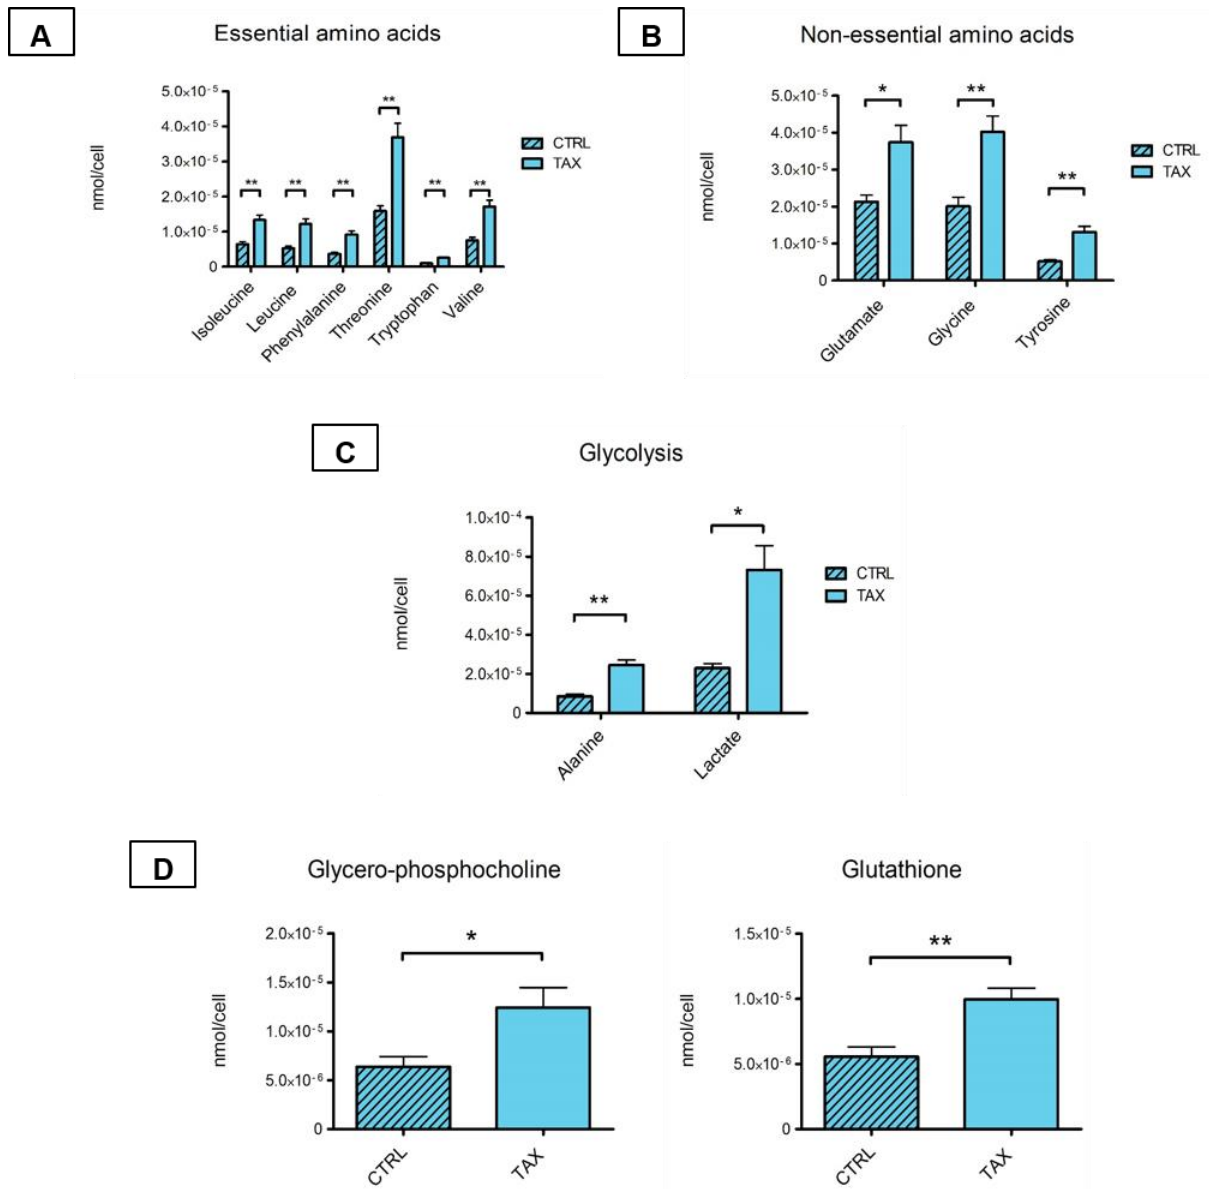 A
Essential amino acids
5.0×10⁻⁵
4.0×10⁻⁵
3.0×10⁻⁵
2.0×10⁻⁵
1.0×10⁻⁵
0
nmol/cell
** ** ** ** ** **
CTRL
TAX
Isoleucine
Leucine
Phenylalanine
Threonine
Tryptophan
Valine
B
Non-essential amino acids
5.0×10⁻⁵
4.0×10⁻⁵
3.0×10⁻⁵
2.0×10⁻⁵
1.0×10⁻⁵
0
nmol/cell
* ** **
CTRL
TAX
Glutamate
Glycine
Tyrosine
C
Glycolysis
1.0×10⁻⁴
8.0×10⁻⁵
6.0×10⁻⁵
4.0×10⁻⁵
2.0×10⁻⁵
0
nmol/cell
** *
CTRL
TAX
Alanine
Lactate
D
Glycero-phosphocholine
2.0×10⁻⁵
1.5×10⁻⁵
1.0×10⁻⁵
5.0×10⁻⁶
0
nmol/cell
*
CTRL
TAX
Glutathione
1.5×10⁻⁵
1.0×10⁻⁵
5.0×10⁻⁶
0
nmol/cell
**
CTRL
TAX